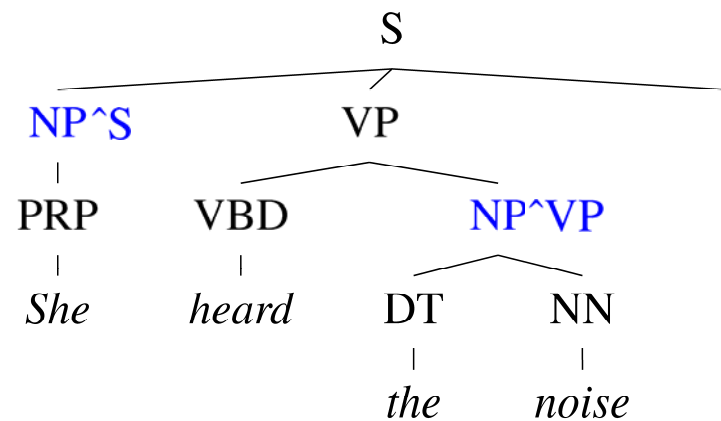 S
NP^S VP
PRP VBD NP^VP
She heard DT NN
the noise